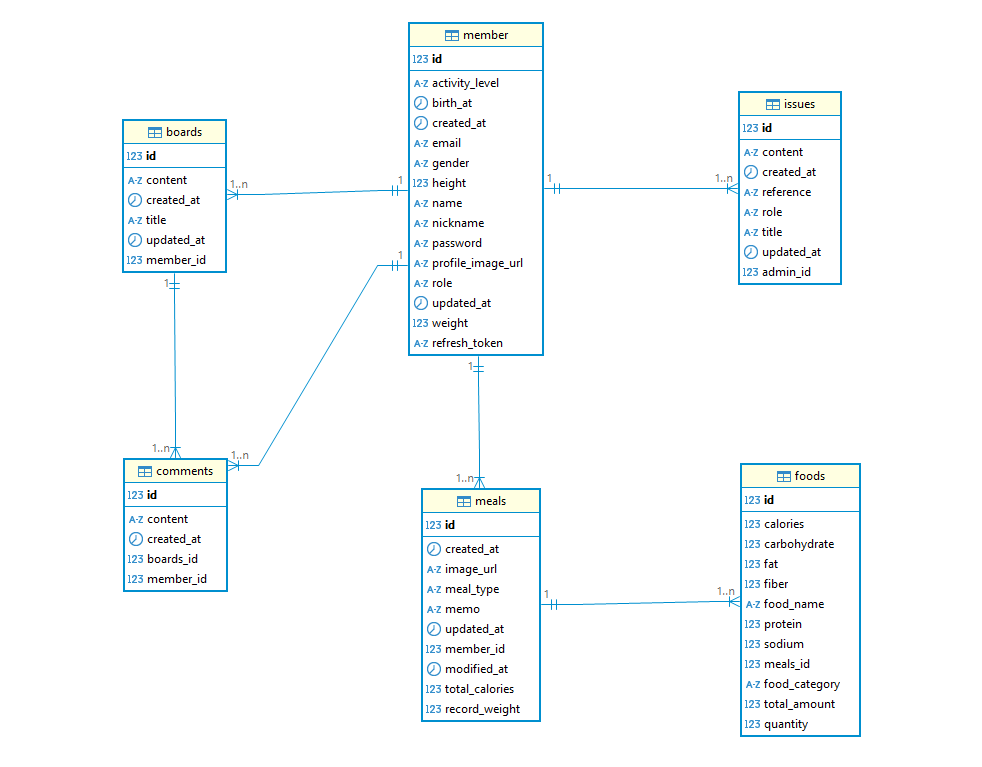 member
123 id
A-Z activity_level
birth_at
created_at
A-Z email
A-Z gender
123 height
A-Z name
A-Z nickname
A-Z password
A-Z profile_image_url
A-Z role
updated_at
123 weight
A-Z refresh_token
boards
123 id
A-Z content
created_at
A-Z title
updated_at
123 member_id
1..n
1
1
1..n
issues
123 id
A-Z content
created_at
A-Z reference
A-Z role
A-Z title
updated_at
123 admin_id
1
1
1..n
1..n
comments
123 id
A-Z content
created_at
123 boards_id
123 member_id
1
1..n
meals
123 id
created_at
A-Z image_url
A-Z meal_type
A-Z memo
updated_at
123 member_id
modified_at
123 total_calories
123 record_weight
1
1..n
foods
123 id
123 calories
123 carbohydrate
123 fat
123 fiber
A-Z food_name
123 protein
123 sodium
123 meals_id
A-Z food_category
123 total_amount
123 quantity